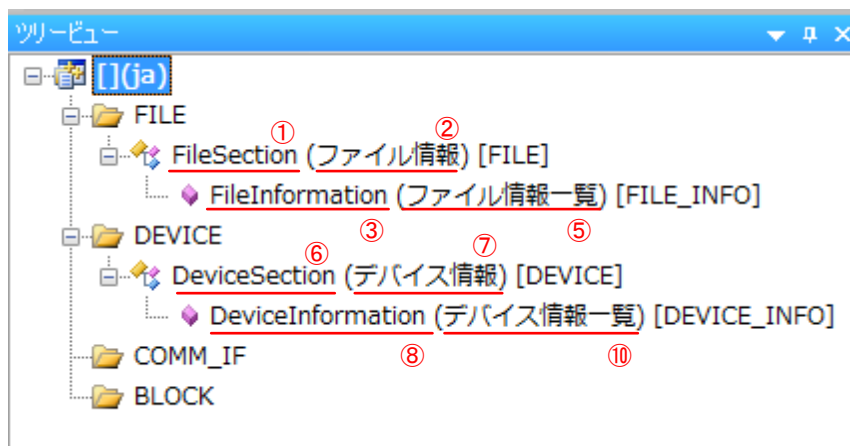 ツリービュー
[](ja)
FILE
① ②
FileSection (ファイル情報) [FILE]
FileInformation (ファイル情報一覧) [FILE_INFO]
③ ⑤
DEVICE
⑥ ⑦
DeviceSection (デバイス情報) [DEVICE]
DeviceInformation (デバイス情報一覧) [DEVICE_INFO]
⑧ ⑩
COMM_IF
BLOCK